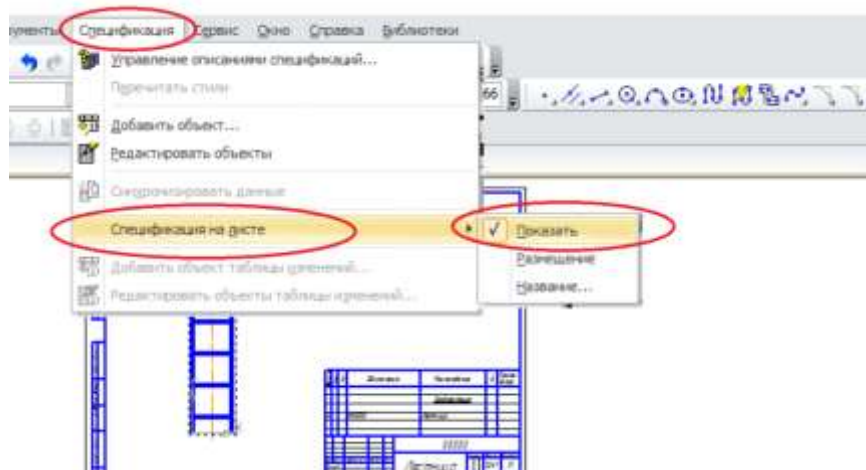 Спецификация Сервис Окно Справка Библиотеки
Управление описаниями спецификаций...
Перечитать стили
66
Добавить объект...
Редактировать объекты
Синхронизировать данные
Спецификация на листе
Показать
Добавить объект таблицы изменений...
Размещение
Редактировать объекты таблицы изменений...
Название...